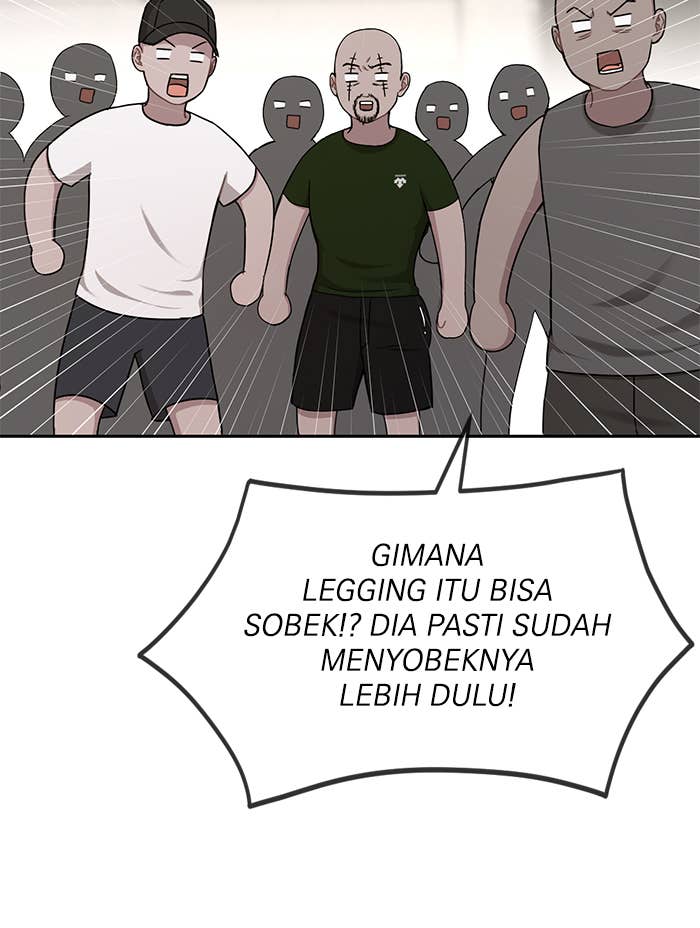 GIMANA
LEGGING ITU BISA
SOBEK!? DIA PASTI SUDAH
MENYOBEKNYA
LEBIH DULU!